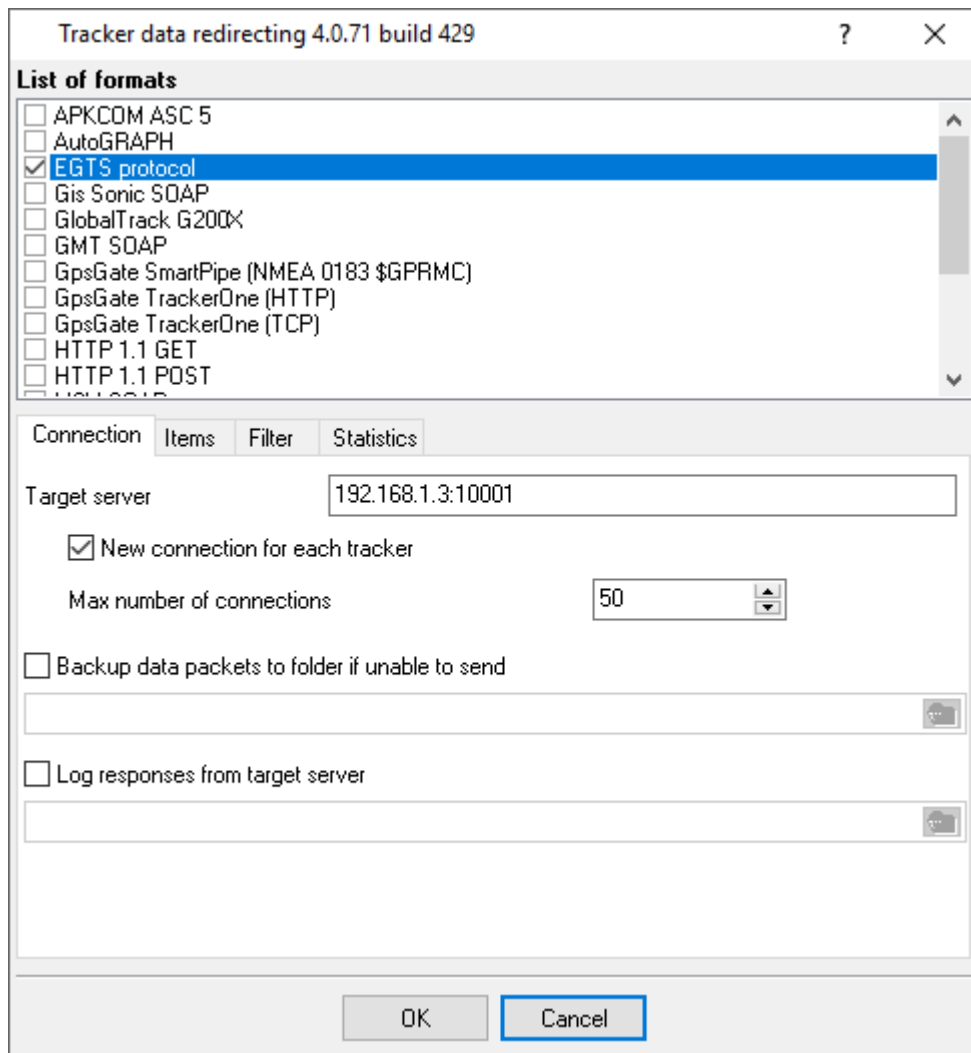 Tracker data redirecting 4.0.71 build 429 ?
List of formats
APKCOM ASC 5
AutoGRAPH
EGTS protocol
Gis Sonic SOAP
GlobalTrack G200X
GMT SOAP
GpsGate SmartPipe (NMEA 0183 $GPRMC)
GpsGate TrackerOne (HTTP)
GpsGate TrackerOne (TCP)
HTTP 1.1 GET
HTTP 1.1 POST
Connection Items Filter Statistics
Target server 192.168.1.3:10001
New connection for each tracker
Max number of connections 50
Backup data packets to folder if unable to send
Log responses from target server
OK Cancel